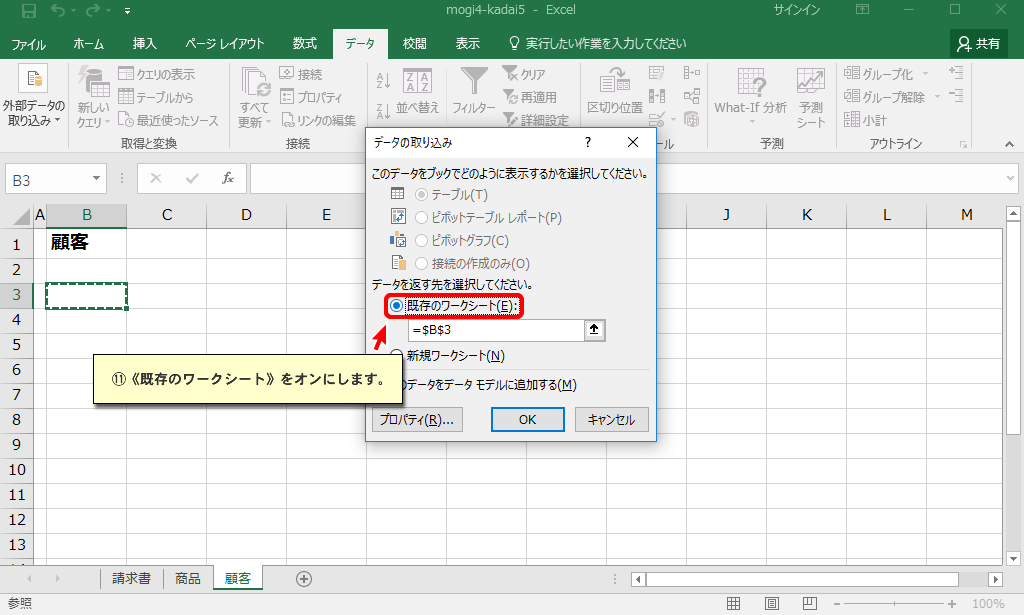 mogi4-kadai5 - Excel
サインイン
ファイル
ホーム
挿入
ページ レイアウト
数式
データ
校閲
表示
実行したい作業を入力してください
共有
外部データの
取り込み
新しい
クエリ
クエリの表示
テーブルから
最近使ったソース
取得と変換
すべて
更新
接続
プロパティ
リンクの編集
接続
並べ替え
フィルター
クリア
再適用
詳細設定
区切り位置
ール
What-If 分析
予測
シート
予測
グループ化
グループ解除
小計
アウトライン
B3
fx
A B C D E J K L M
1 顧客
2
3
4
5
6
7
8
9
10
11
12
13
データの取り込み
?
このデータをブックでどのように表示するかを選択してください。
テーブル(T)
ピボットテーブル レポート(P)
ピボットグラフ(C)
接続の作成のみ(O)
データを返す先を選択してください。
既存のワークシート(E):
=$B$3
新規ワークシート(N)
のデータをデータ モデルに追加する(M)
プロパティ(R)...
OK
キャンセル
⑪《既存のワークシート》をオンにします。
請求書
商品
顧客
参照
100%